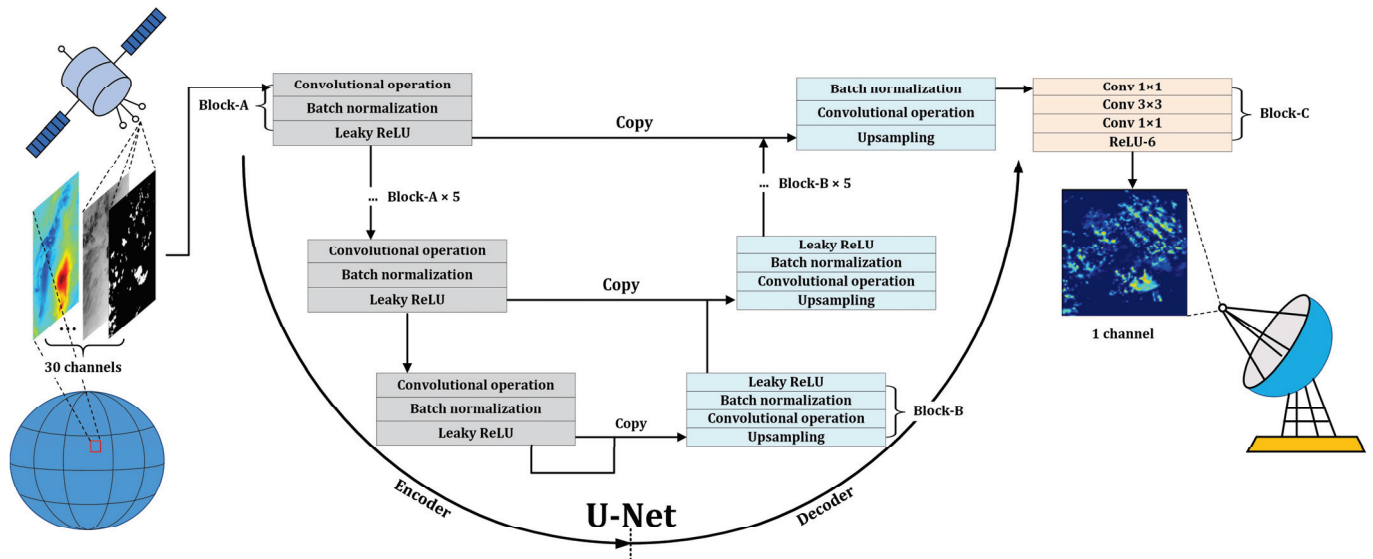 Block-A
Convolutional operation
Batch normalization
Leaky ReLU
Copy
Batch normalization
Convolutional operation
Upsampling
Conv 1×1
Conv 3×3
Conv 1×1
ReLU-6
Block-C
... Block-A × 5
... Block-B × 5
Convolutional operation
Batch normalization
Leaky ReLU
Copy
Leaky ReLU
Batch normalization
Convolutional operation
Upsampling
...
30 channels
1 channel
Convolutional operation
Batch normalization
Leaky ReLU
Copy
Leaky ReLU
Batch normalization
Convolutional operation
Upsampling
Block-B
Encoder
U-Net
Decoder